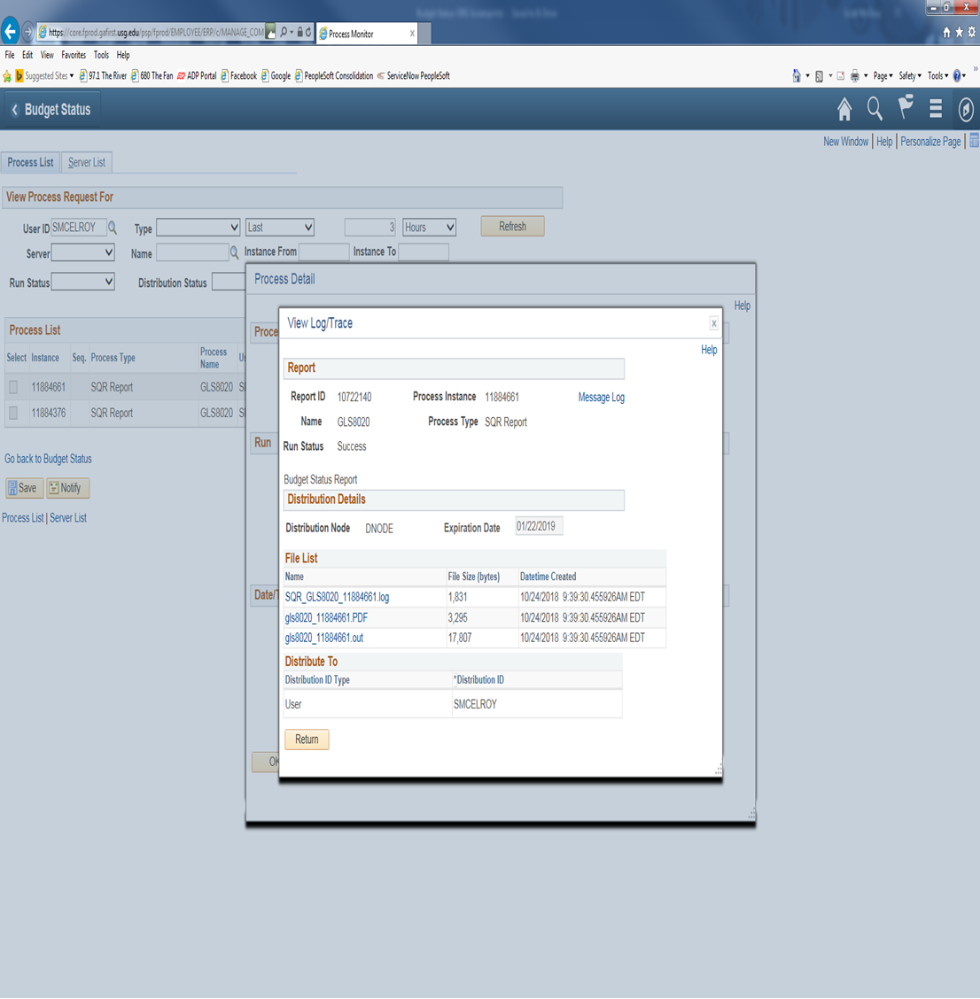 https://core.fprod.gafirst.usg.edu/psp/fprod/EMPLOYEE/ERP/c/MANAGE_COM
Process Monitor
File Edit View Favorites Tools Help
Suggested Sites 97.1 The River 680 The Fan ADP Portal Facebook Google PeopleSoft Consolidation ServiceNow PeopleSoft
Page Safety Tools
Budget Status
New Window | Help | Personalize Page |
Process List Server List
View Process Request For
User ID SMCELROY Type Last 3 Hours Refresh
Server Name Instance From Instance To
Run Status Distribution Status
Process Detail
Help
Process List
Select Instance Seq. Process Type Process Name
11884661 SQR Report GLS8020
11884376 SQR Report GLS8020
Go back to Budget Status
Save Notify
Process List | Server List
Proce
Run
Date/T
OK
View Log/Trace
x
Help
Report
Report ID 10722140 Process Instance 11884661 Message Log
Name GLS8020 Process Type SQR Report
Run Status Success
Budget Status Report
Distribution Details
Distribution Node DNODE Expiration Date 01/22/2019
File List
Name File Size (bytes) Datetime Created
SQR_GLS8020_11884661.log 1,831 10/24/2018 9:39:30.455926AM EDT
gls8020_11884661.PDF 3,295 10/24/2018 9:39:30.455926AM EDT
gls8020_11884661.out 17,807 10/24/2018 9:39:30.455926AM EDT
Distribute To
Distribution ID Type *Distribution ID
User SMCELROY
Return